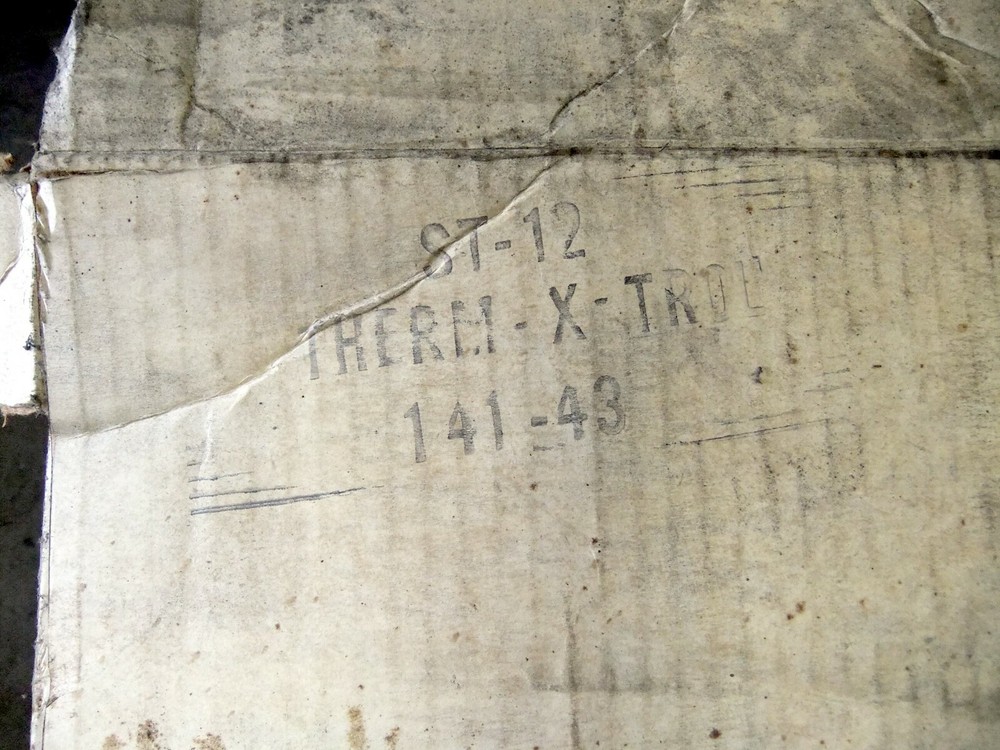 ST-12
THERM-X-TROL
141-43